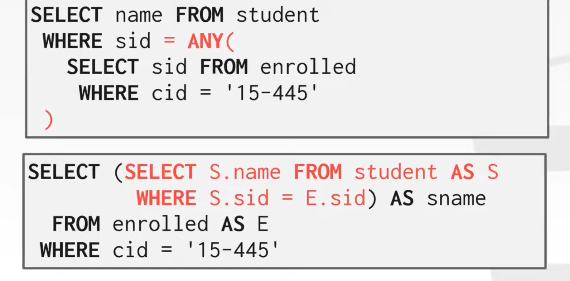 SELECT name FROM student
WHERE sid = ANY(
SELECT sid FROM enrolled
WHERE cid = '15-445'
)
SELECT (SELECT S.name FROM student AS S
WHERE S.sid = E.sid) AS sname
FROM enrolled AS E
WHERE cid = '15-445'